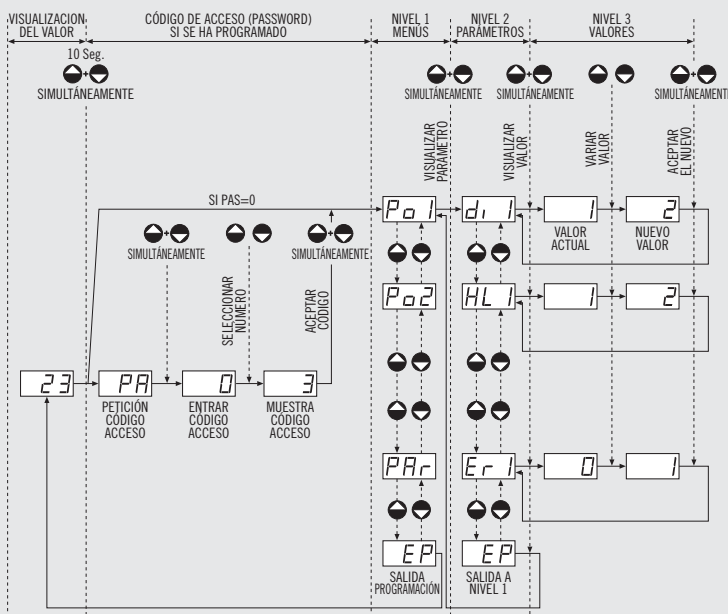 VISUALIZACION
DEL VALOR
CÓDIGO DE ACCESO (PASSWORD)
SI SE HA PROGRAMADO
NIVEL 1
MENÚS
NIVEL 2
PARÁMETROS
NIVEL 3
VALORES
10 Seg.
SIMULTÁNEAMENTE
SIMULTÁNEAMENTE
SIMULTÁNEAMENTE
SIMULTÁNEAMENTE
VISUALIZAR
PARÁMETRO
VISUALIZAR
VALOR
VARIAR
VALOR
ACEPTAR
EL NUEVO
SI PAS=0
SIMULTÁNEAMENTE
SIMULTÁNEAMENTE
SELECCIONAR
NÚMERO
ACEPTAR
CÓDIGO
Po1
di1
1
2
VALOR
ACTUAL
NUEVO
VALOR
Po2
HL1
1
2
23
PA
0
3
PETICIÓN
CÓDIGO
ACCESO
ENTRAR
CÓDIGO
ACCESO
MUESTRA
CÓDIGO
ACCESO
PAr
Er1
0
1
EP
EP
SALIDA
PROGRAMACIÓN
SALIDA A
NIVEL 1